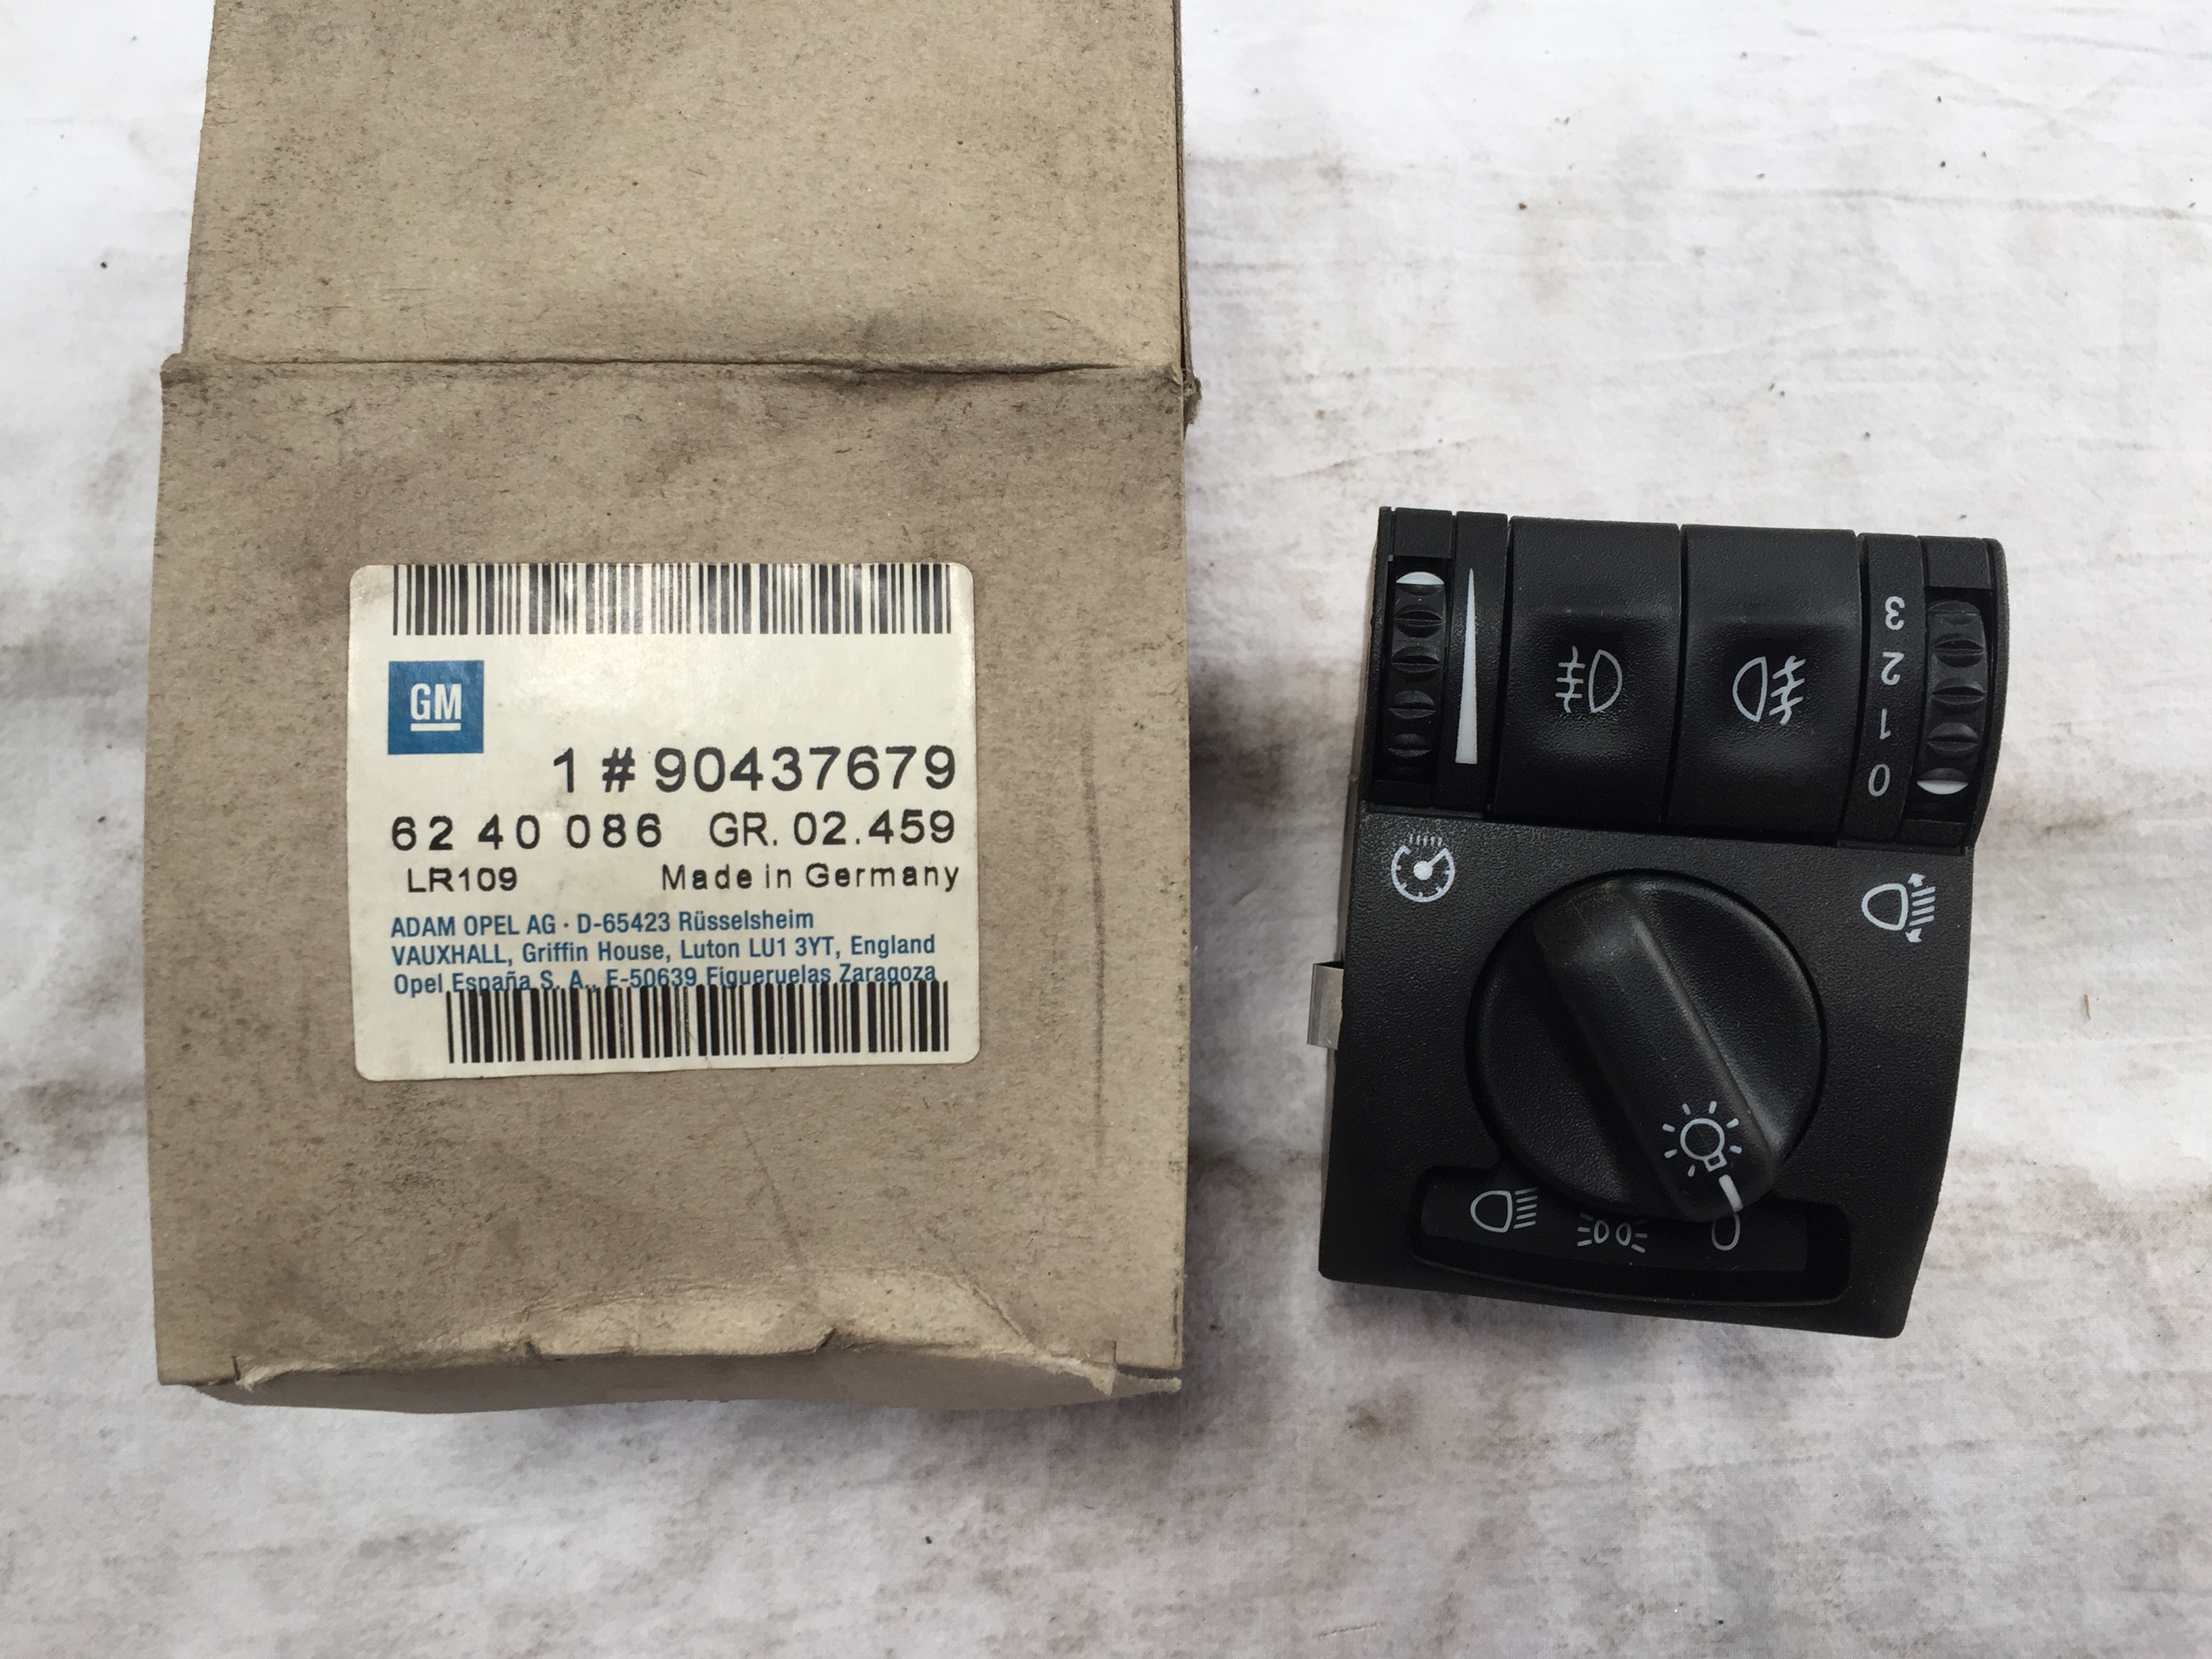 GM
1 # 90437679
62 40 086 GR. 02.459
LR109 Made in Germany
ADAM OPEL AG · D-65423 Rüsselsheim
VAUXHALL, Griffin House, Luton LU1 3YT, England
Opel España S. A., E-50639 Figueruelas Zaragoza
3
2
1
0